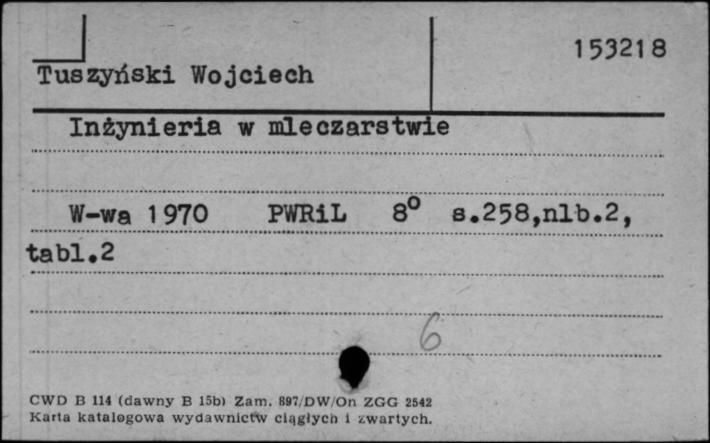 153218
Tuszyński Wojciech
Inżynieria w mleczarstwie
W-wa 1970 PWRiL 8° s.258,nlb.2,
tabl.2
6
CWD B 114 (dawny B 15b) Zam. 897/DW/On ZGG 2542
Karta katalogowa wydawnictw ciągłych i zwartych.